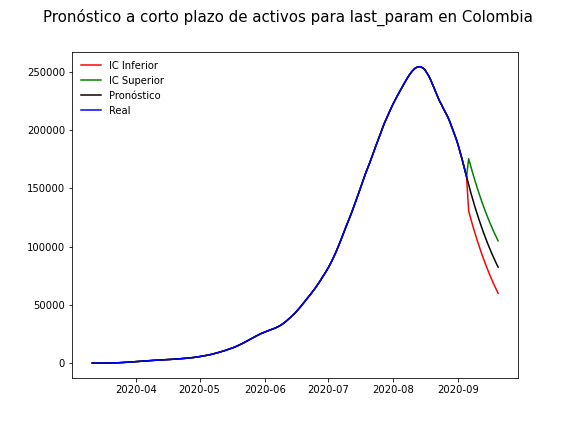 Pronóstico a corto plazo de activos para last_param en Colombia
IC Inferior
IC Superior
Pronóstico
Real
250000
200000
150000
100000
50000
0
2020-04 2020-05 2020-06 2020-07 2020-08 2020-09